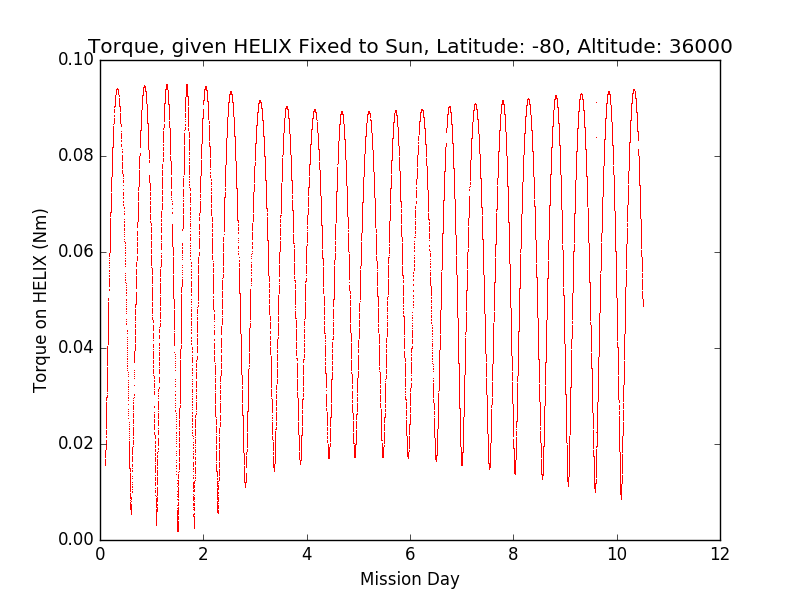 Torque, given HELIX Fixed to Sun, Latitude: -80, Altitude: 36000
0.10
0.08
0.06
0.04
0.02
0.00
Torque on HELIX (Nm)
0 2 4 6 8 10 12
Mission Day